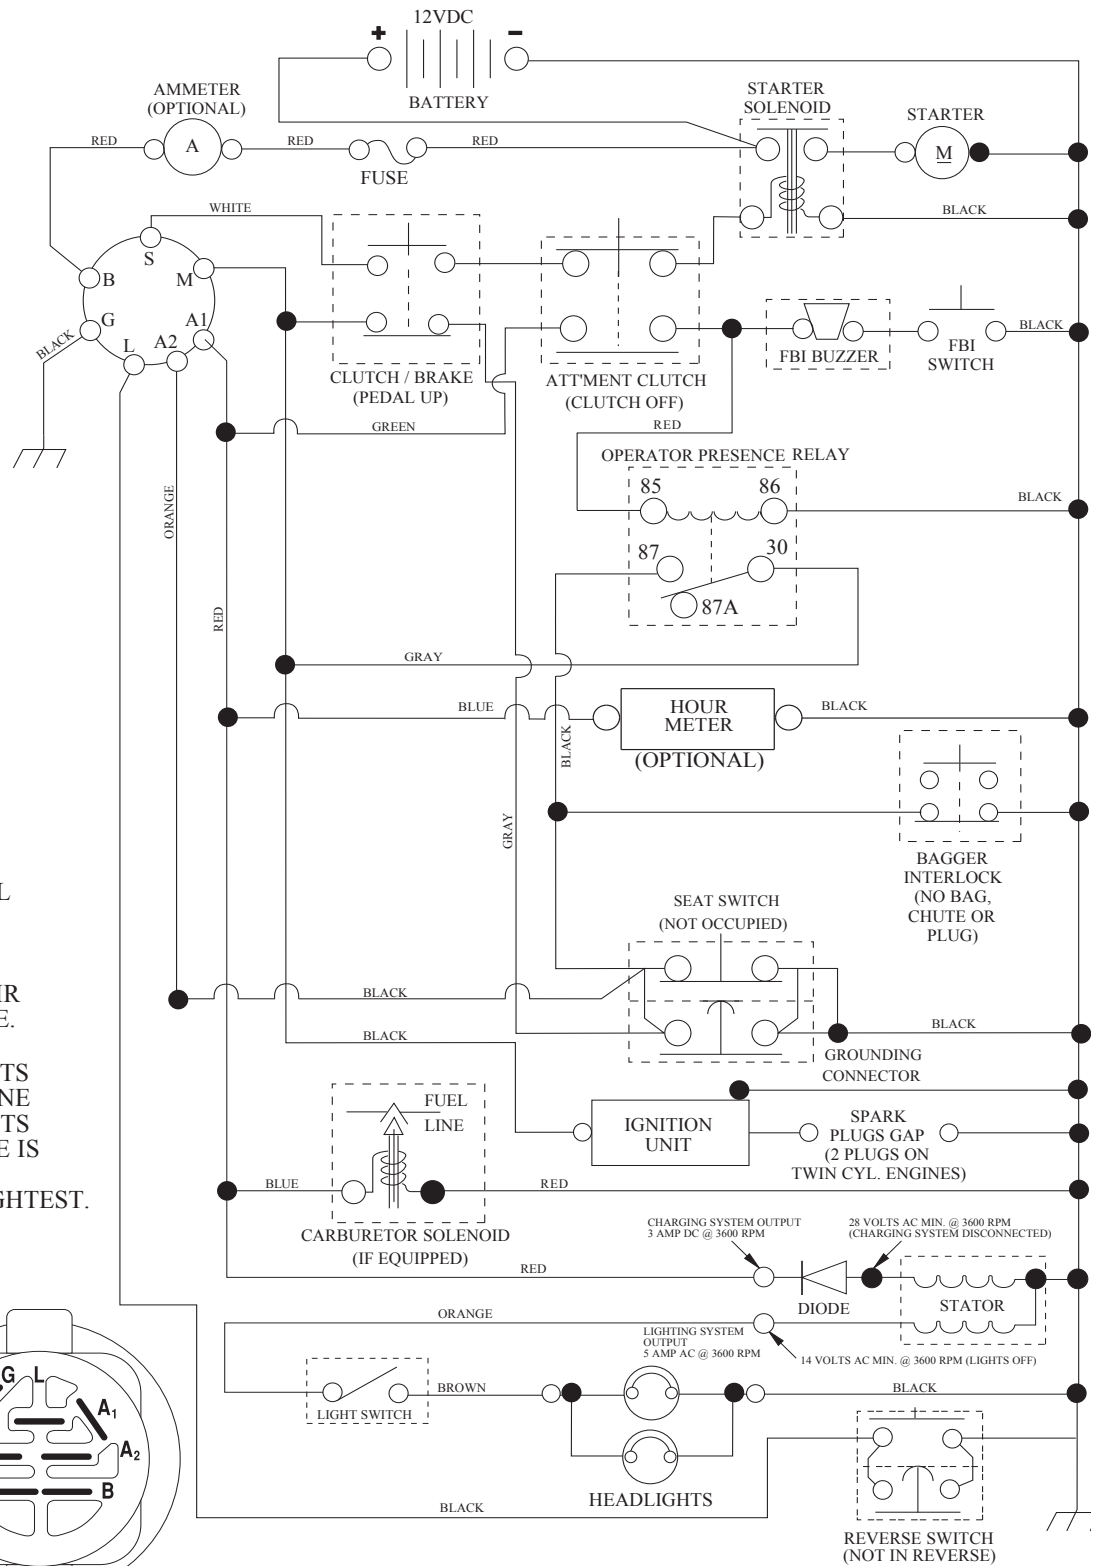 12VDC
+
-
BATTERY
AMMETER
(OPTIONAL)
A
RED
RED
FUSE
RED
STARTER
SOLENOID
STARTER
M
BLACK
WHITE
S
B
M
G
A1
L
A2
BLACK
CLUTCH / BRAKE
(PEDAL UP)
ATT'MENT CLUTCH
(CLUTCH OFF)
FBI BUZZER
FBI
SWITCH
BLACK
GREEN
RED
OPERATOR PRESENCE RELAY
85
86
BLACK
87
30
87A
ORANGE
RED
GRAY
BLUE
HOUR
METER
(OPTIONAL)
BLACK
BLACK
GRAY
BAGGER
INTERLOCK
(NO BAG,
CHUTE OR
PLUG)
SEAT SWITCH
(NOT OCCUPIED)
BLACK
BLACK
BLACK
GROUNDING
CONNECTOR
L
IR
E.
TS
NE
TS
E IS
GHTEST.
FUEL
LINE
IGNITION
UNIT
SPARK
PLUGS GAP
(2 PLUGS ON
TWIN CYL. ENGINES)
BLUE
RED
CARBURETOR SOLENOID
(IF EQUIPPED)
CHARGING SYSTEM OUTPUT
3 AMP DC @ 3600 RPM
28 VOLTS AC MIN. @ 3600 RPM
(CHARGING SYSTEM DISCONNECTED)
RED
DIODE
STATOR
ORANGE
LIGHTING SYSTEM
OUTPUT
5 AMP AC @ 3600 RPM
14 VOLTS AC MIN. @ 3600 RPM (LIGHTS OFF)
LIGHT SWITCH
BROWN
BLACK
HEADLIGHTS
G
L
A1
A2
B
BLACK
REVERSE SWITCH
(NOT IN REVERSE)